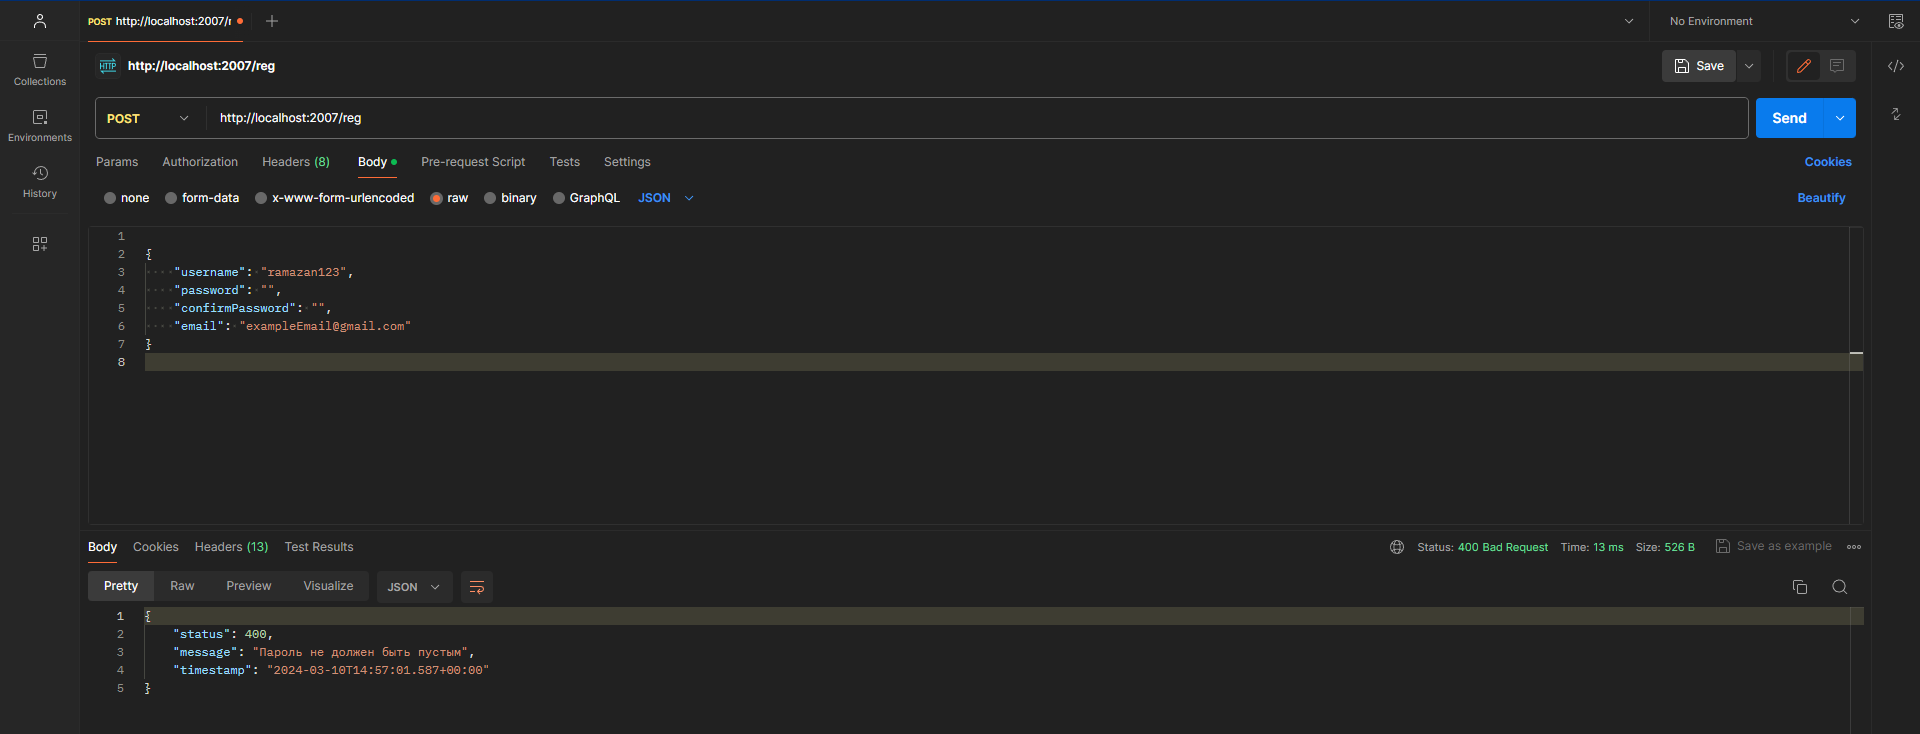 POST http://localhost:2007/r
No Environment
Collections
Environments
History
HTTP http://localhost:2007/reg
Save
POST http://localhost:2007/reg
Send
Params Authorization Headers (8) Body Pre-request Script Tests Settings Cookies
none form-data x-www-form-urlencoded raw binary GraphQL JSON Beautify
1
2 {
3 "username": "ramazan123",
4 "password": "",
5 "confirmPassword": "",
6 "email": "exampleEmail@gmail.com"
7 }
8
Body Cookies Headers (13) Test Results Status: 400 Bad Request Time: 13 ms Size: 526 B Save as example
Pretty Raw Preview Visualize JSON
1 {
2 "status": 400,
3 "message": "Пароль не должен быть пустым",
4 "timestamp": "2024-03-10T14:57:01.587+00:00"
5 }